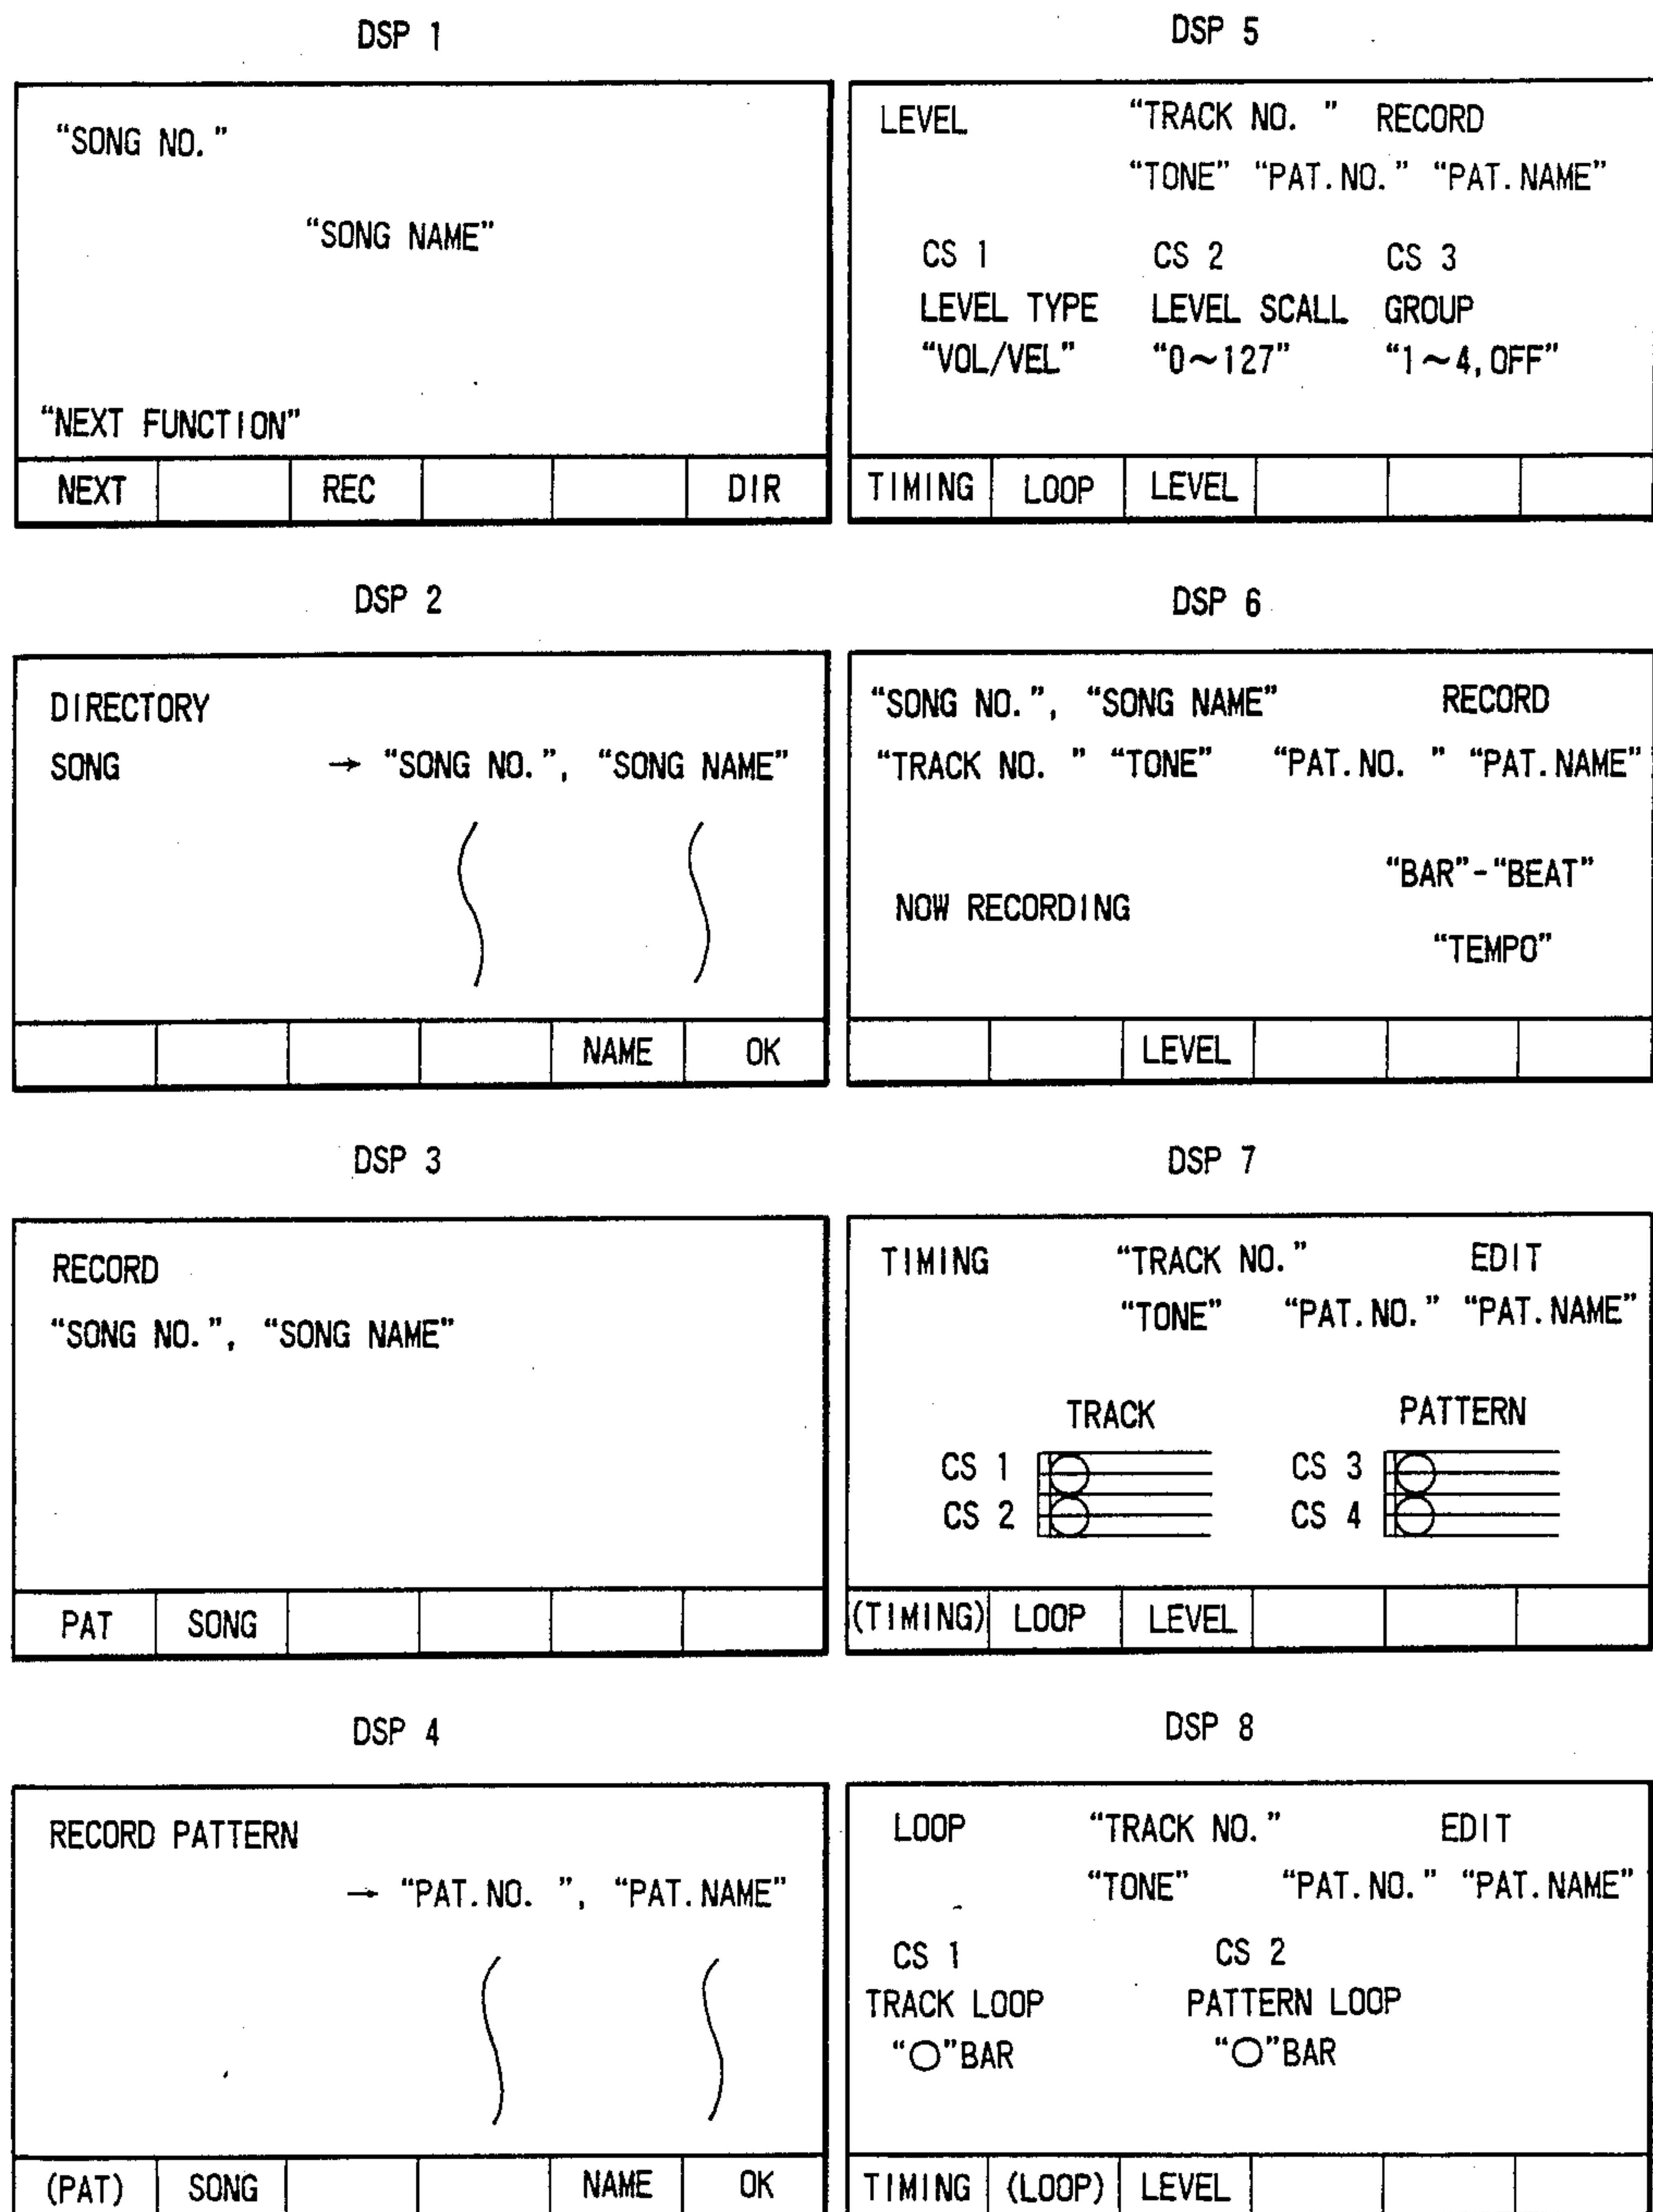 DSP 1
“SONG NO.”
“SONG NAME”
“NEXT FUNCTION”
NEXT REC DIR
DSP 2
DIRECTORY
SONG → “SONG NO.”, “SONG NAME”
NAME OK
DSP 3
RECORD
“SONG NO.”, “SONG NAME”
PAT SONG
DSP 4
RECORD PATTERN
→ “PAT.NO. ”, “PAT.NAME”
(PAT) SONG NAME OK
DSP 5
LEVEL “TRACK NO. ” RECORD
“TONE” “PAT.NO.” “PAT.NAME”
CS 1 CS 2 CS 3
LEVEL TYPE LEVEL SCALL GROUP
“VOL/VEL” “0～127” “1～4,OFF”
TIMING LOOP LEVEL
DSP 6
“SONG NO.”, “SONG NAME” RECORD
“TRACK NO. ” “TONE” “PAT.NO. ” “PAT.NAME”
“BAR”-“BEAT”
NOW RECORDING
“TEMPO”
LEVEL
DSP 7
TIMING “TRACK NO.” EDIT
“TONE” “PAT.NO.” “PAT.NAME”
TRACK PATTERN
CS 1 CS 3
CS 2 CS 4
(TIMING) LOOP LEVEL
DSP 8
LOOP “TRACK NO.” EDIT
“TONE” “PAT.NO.” “PAT.NAME”
CS 1 CS 2
TRACK LOOP PATTERN LOOP
“○”BAR “○”BAR
TIMING (LOOP) LEVEL